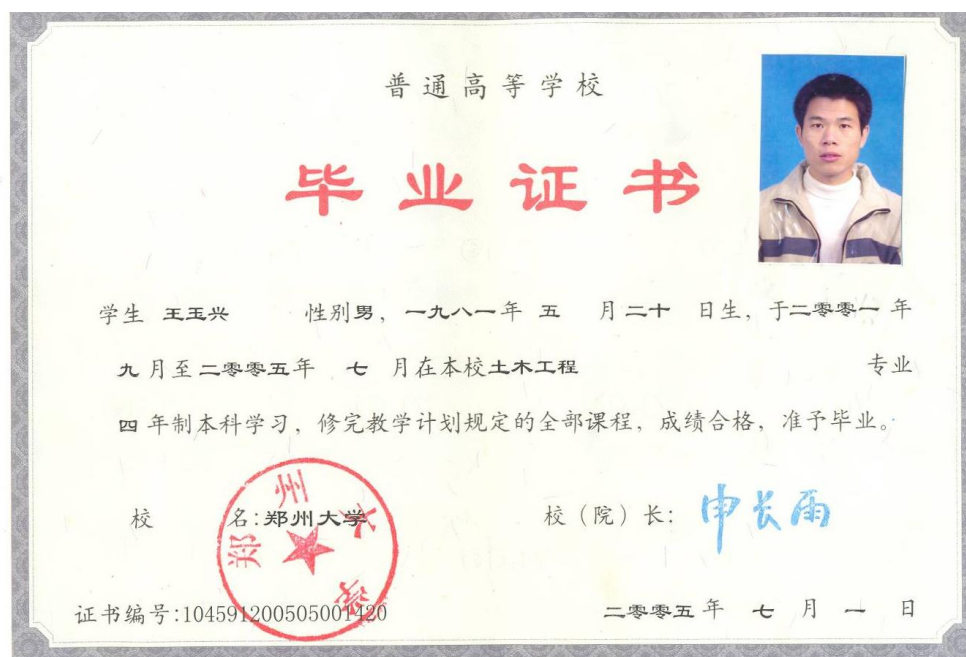 普通高等学校
毕业证书
学生 王玉兴 性别男，一九八一年 五 月二十 日生，于二零零一年
九月至二零零五年 七 月在本校土木工程 专业
四 年制本科学习，修完教学计划规定的全部课程，成绩合格，准予毕业。
校 名:郑州大学 校（院）长：申长雨
郑州大学
证书编号:104591200505001420 二零零五年 七 月 一 日